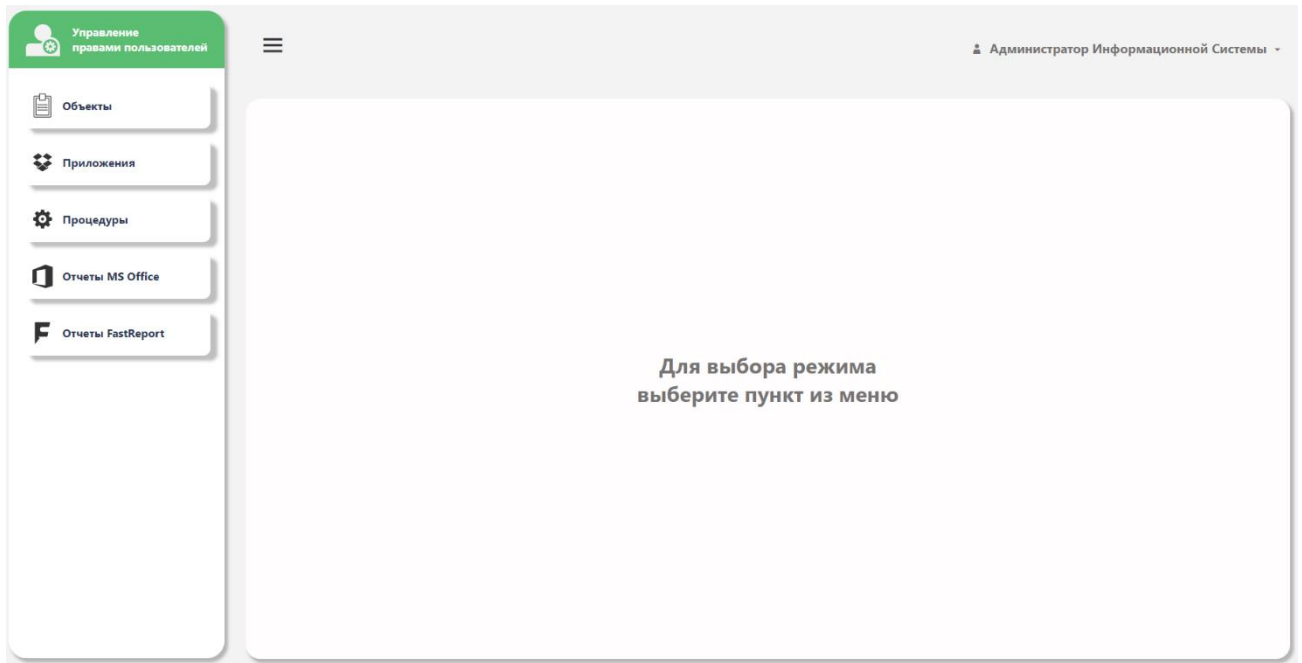 Управление
правами пользователей
Администратор Информационной Системы
Объекты
Приложения
Процедуры
Отчеты MS Office
Отчеты FastReport
Для выбора режима
выберите пункт из меню